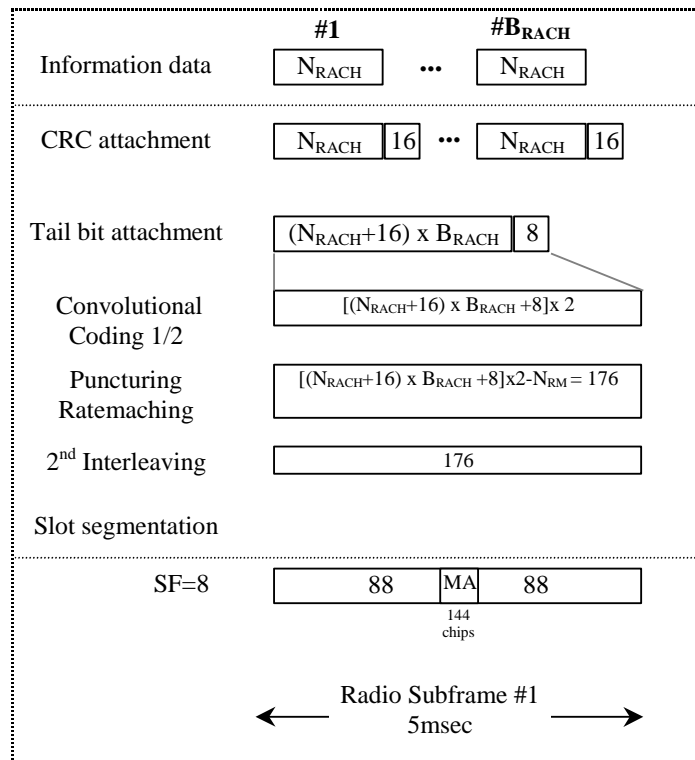 #1 #BRACH
Information data NRACH ••• NRACH
CRC attachment NRACH 16 ••• NRACH 16
Tail bit attachment (NRACH+16) x BRACH 8
Convolutional
Coding 1/2
[(NRACH+16) x BRACH +8]x 2
Puncturing
Ratemaching
[(NRACH+16) x BRACH +8]x2-NRM = 176
2nd Interleaving 176
Slot segmentation
SF=8 88 MA 88
144
chips
Radio Subframe #1
5msec